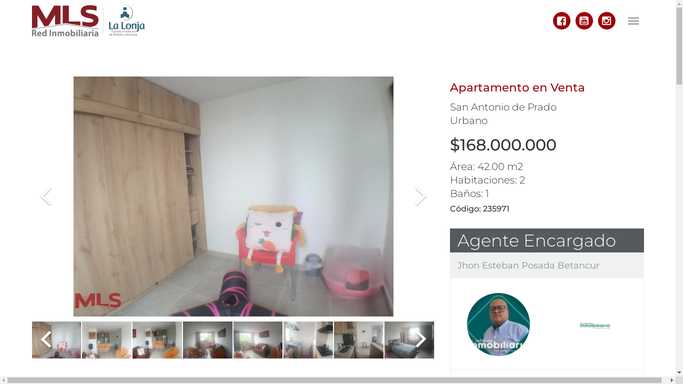 MLS
Red Inmobiliaria
La Lonja
Apartamento en Venta
San Antonio de Prado
Urbano
$168.000.000
Área: 42.00 m2
Habitaciones: 2
Baños: 1
Código: 235971
Agente Encargado
Jhon Esteban Posada Betancur
MLS